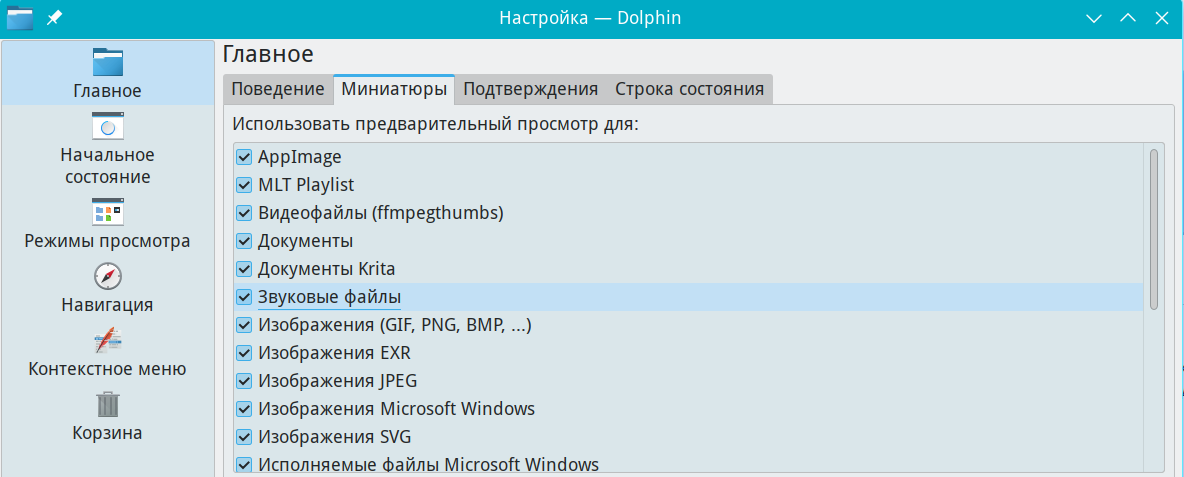 Настройка — Dolphin
Главное
Начальное
состояние
Режимы просмотра
Навигация
Контекстное меню
Корзина
Главное
Поведение Миниатюры Подтверждения Строка состояния
Использовать предварительный просмотр для:
AppImage
MLT Playlist
Видеофайлы (ffmpegthumbs)
Документы
Документы Krita
Звуковые файлы
Изображения (GIF, PNG, BMP, ...)
Изображения EXR
Изображения JPEG
Изображения Microsoft Windows
Изображения SVG
Исполняемые файлы Microsoft Windows